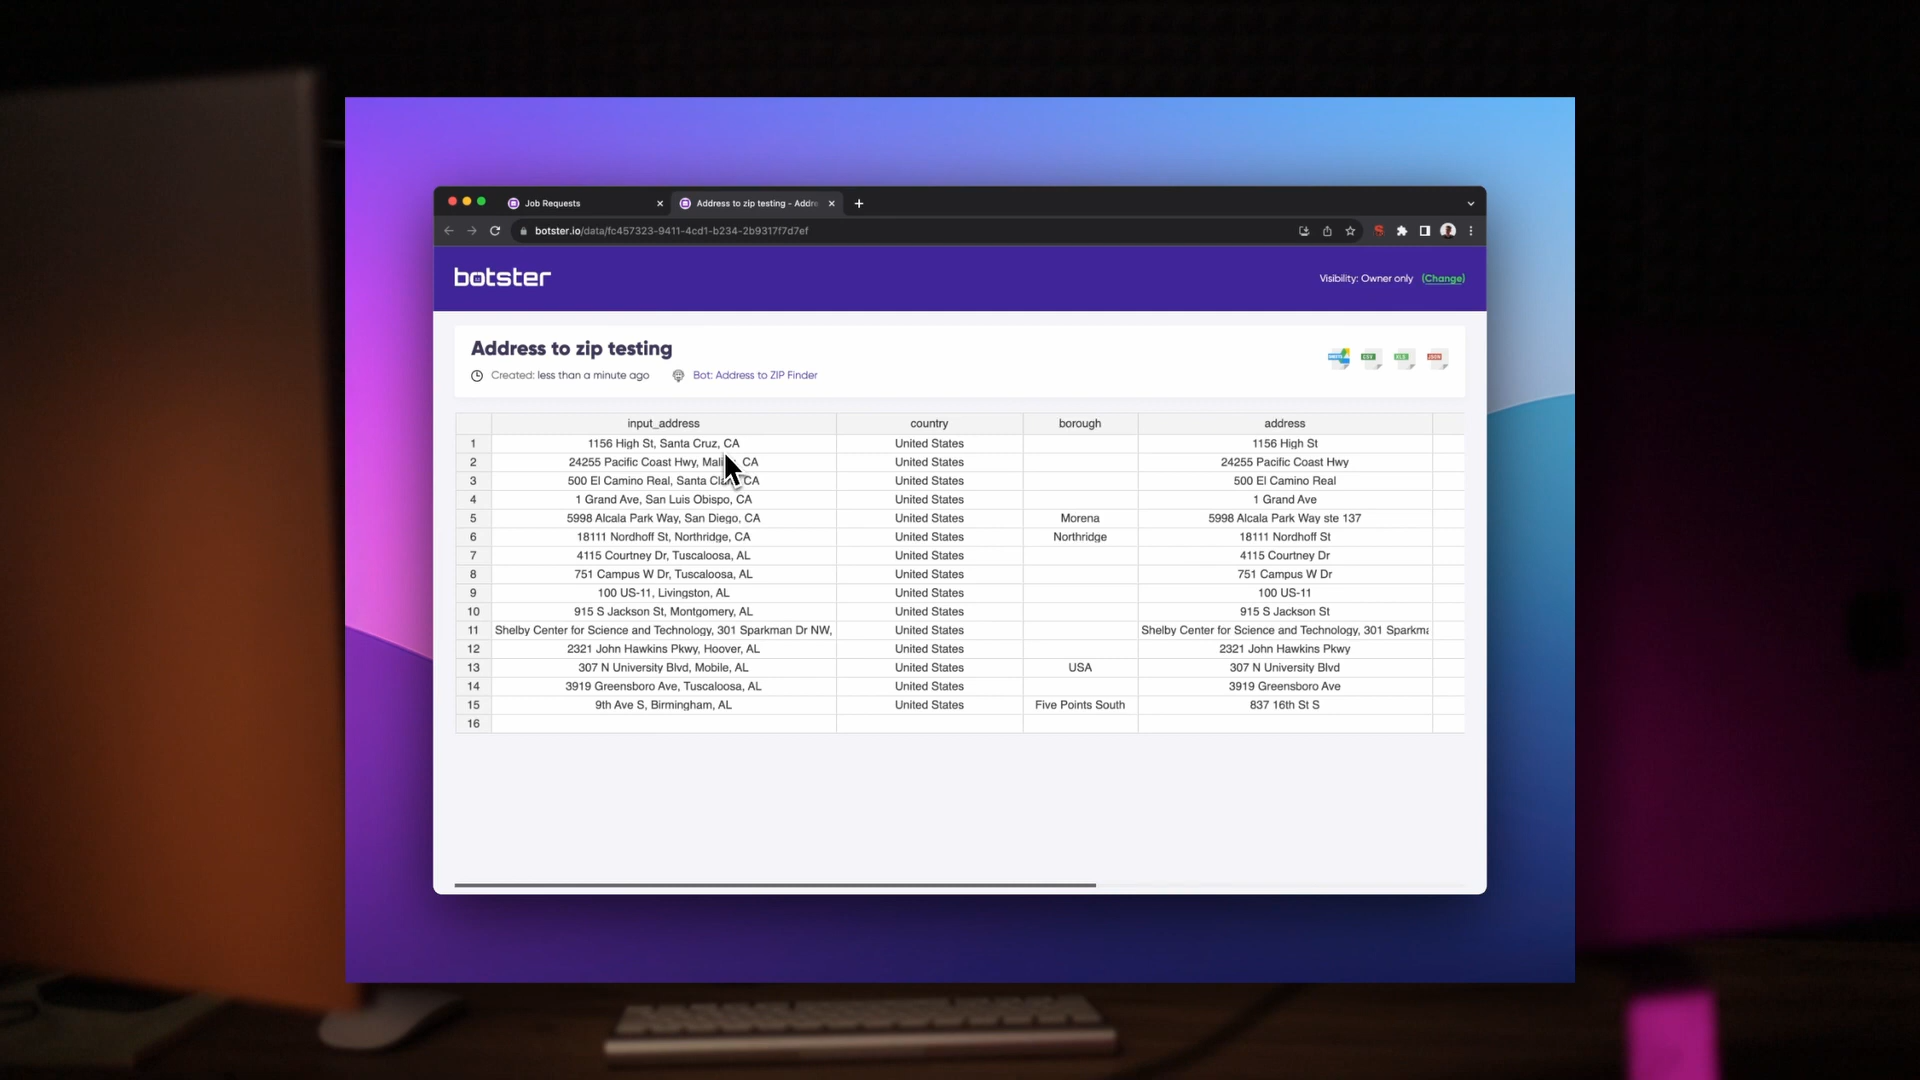 Job Requests
Address to zip testing - Addre
botster.io/data/fc457323-9411-4cd1-b234-2b9317f7d7ef
botster
Visibility: Owner only (Change)
Address to zip testing
Created: less than a minute ago Bot: Address to ZIP Finder
CSV XLS JSON
input_address country borough address
1 1156 High St, Santa Cruz, CA United States 1156 High St
2 24255 Pacific Coast Hwy, CA United States 24255 Pacific Coast Hwy
3 500 El Camino Real, Santa CA United States 500 El Camino Real
4 1 Grand Ave, San Luis Obispo, CA United States 1 Grand Ave
5 5998 Alcala Park Way, San Diego, CA United States Morena 5998 Alcala Park Way ste 137
6 18111 Nordhoff St, Northridge, CA United States Northridge 18111 Nordhoff St
7 4115 Courtney Dr, Tuscaloosa, AL United States 4115 Courtney Dr
8 751 Campus W Dr, Tuscaloosa, AL United States 751 Campus W Dr
9 100 US-11, Livingston, AL United States 100 US-11
10 915 S Jackson St, Montgomery, AL United States 915 S Jackson St
11 Shelby Center for Science and Technology, 301 Sparkman Dr NW, United States Shelby Center for Science and Technology, 301 Sparkma
12 2321 John Hawkins Pkwy, Hoover, AL United States 2321 John Hawkins Pkwy
13 307 N University Blvd, Mobile, AL United States USA 307 N University Blvd
14 3919 Greensboro Ave, Tuscaloosa, AL United States 3919 Greensboro Ave
15 9th Ave S, Birmingham, AL United States Five Points South 837 16th St S
16